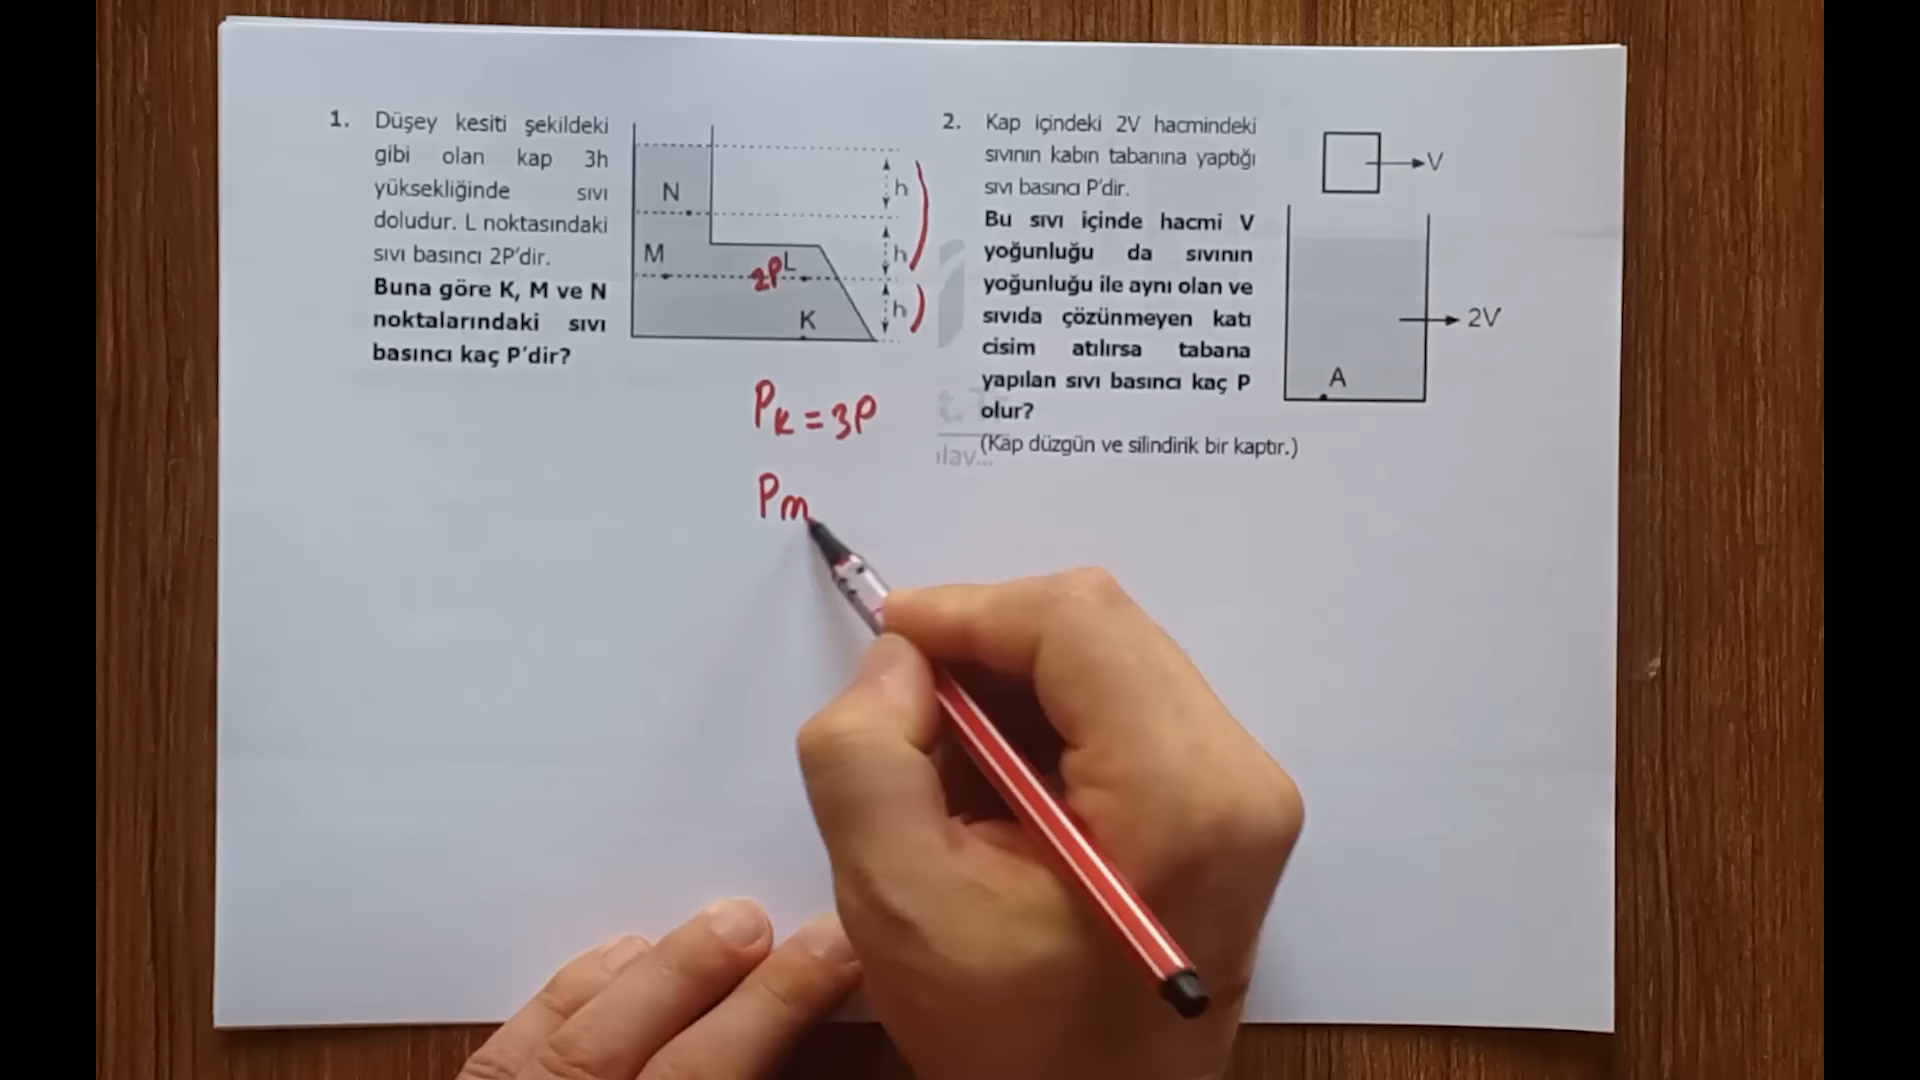 1. Düşey kesiti şekildeki
gibi olan kap 3h
yüksekliğinde sıvı
doludur. L noktasındaki
sıvı basıncı 2P'dir.
Buna göre K, M ve N
noktalarındaki sıvı
basıncı kaç P'dir?
N
M
2P L
K
h
h
h
P_K = 3P
P_m
2. Kap içindeki 2V hacmindeki
sıvının kabın tabanına yaptığı
sıvı basıncı P'dir.
Bu sıvı içinde hacmi V
yoğunluğu da sıvının
yoğunluğu ile aynı olan ve
sıvıda çözünmeyen katı
cisim atılırsa tabana
yapılan sıvı basıncı kaç P
olur?
(Kap düzgün ve silindirik bir kaptır.)
V
2V
A